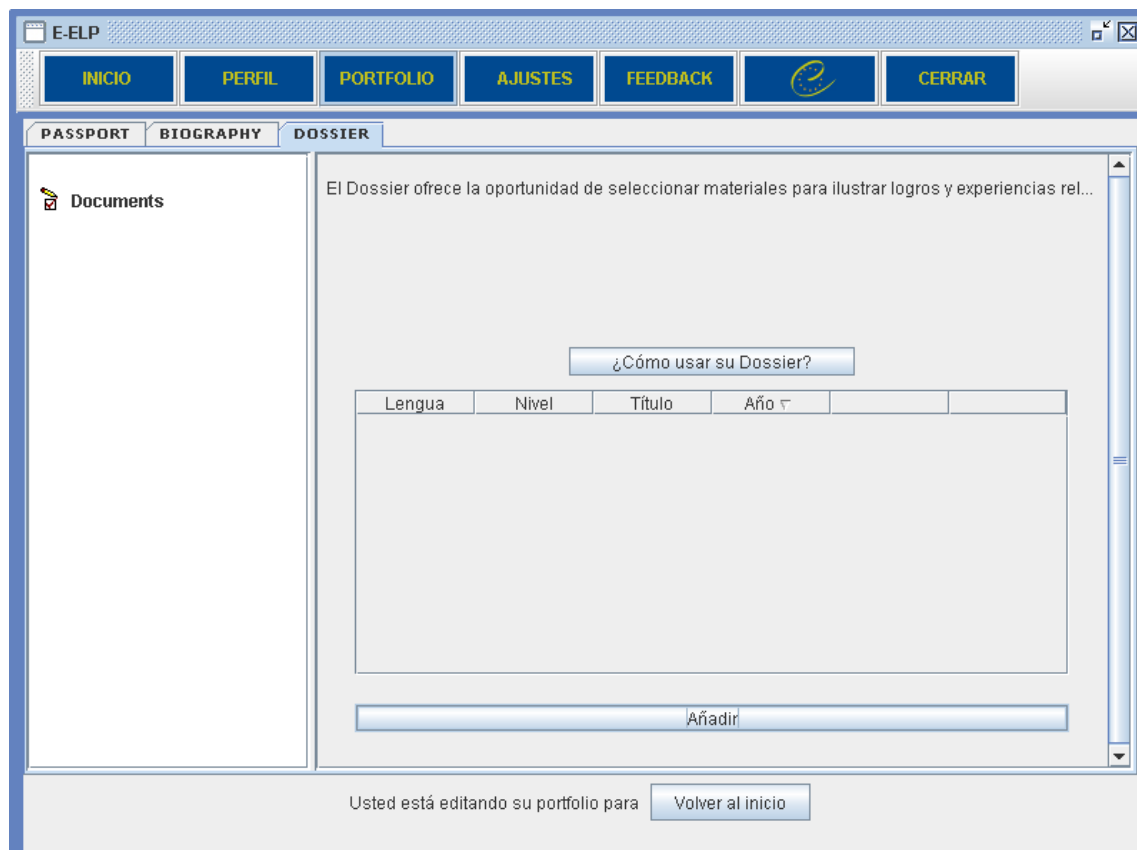 E-ELP
INICIO PERFIL PORTFOLIO AJUSTES FEEDBACK CERRAR
PASSPORT BIOGRAPHY DOSSIER
Documents
El Dossier ofrece la oportunidad de seleccionar materiales para ilustrar logros y experiencias rel...
¿Cómo usar su Dossier?
Lengua Nivel Título Año
Añadir
Usted está editando su portfolio para Volver al inicio